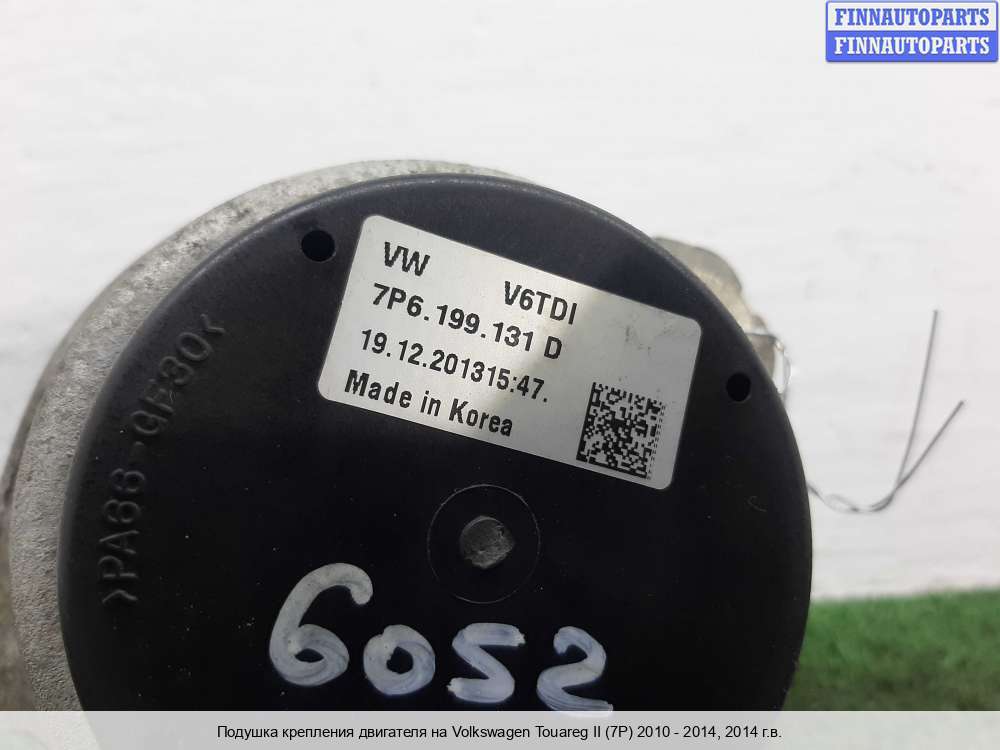 FINNAUTOPARTS
FINNAUTOPARTS
VW V6TDI
7P6.199.131 D
19.12.201315:47.
Made in Korea
>PA66-GF30<
6052
Подушка крепления двигателя на Volkswagen Touareg II (7P) 2010 - 2014, 2014 г.в.